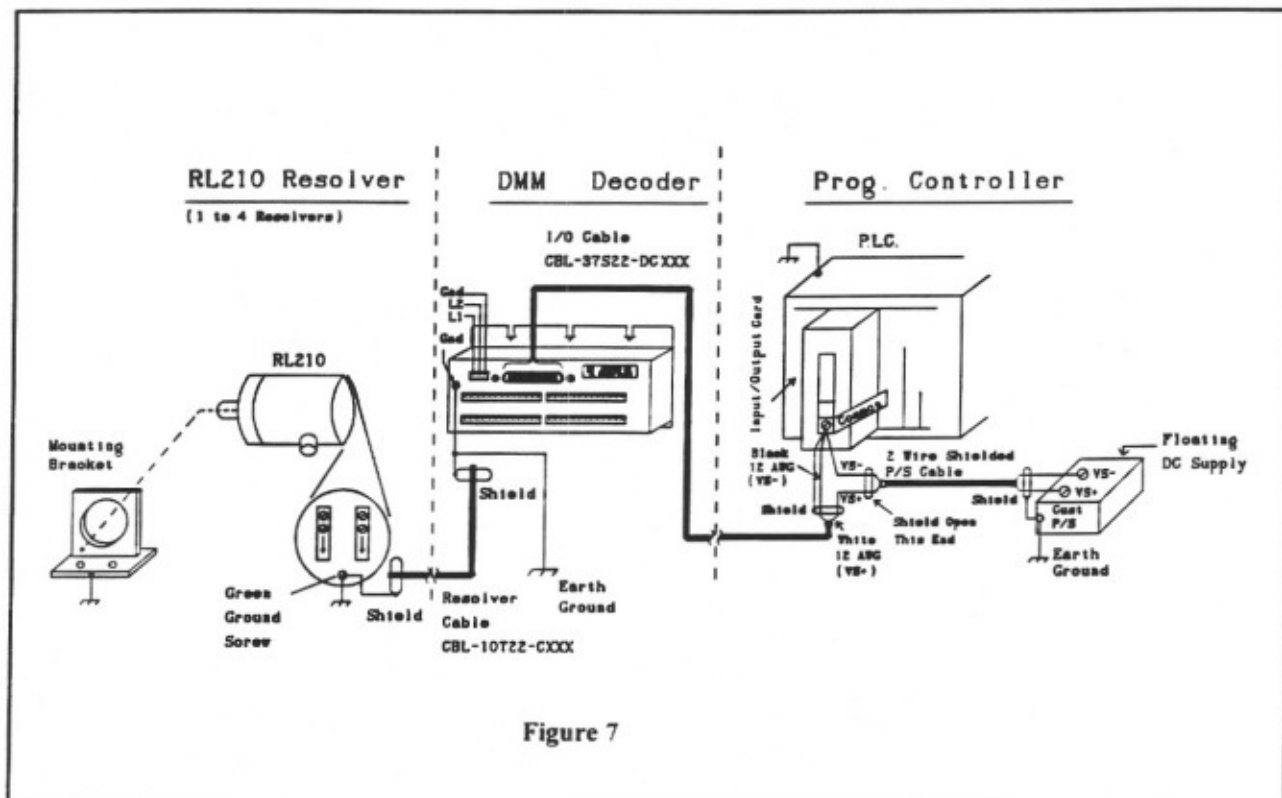 RL210 Resolver
(1 to 4 Resolvers)
DMM Decoder
Prog. Controller
I/O Cable
CBL-37S22-DGXXX
P.L.C.
Gnd
L2
L1
Gnd
RL210
Input/Output Card
Common
Mounting
Bracket
Black
12 AWG
(VS-)
VS-
2 Wire Shielded
P/S Cable
Floating
DC Supply
VS-
VS+
Shield
VS+
Shield
Shield
Cust
P/S
White
12 AWG
(VS+)
Shield Open
This End
Earth
Ground
Green
Ground
Screw
Shield
Resolver
Cable
CBL-10T22-CXXX
Earth
Ground
Figure 7